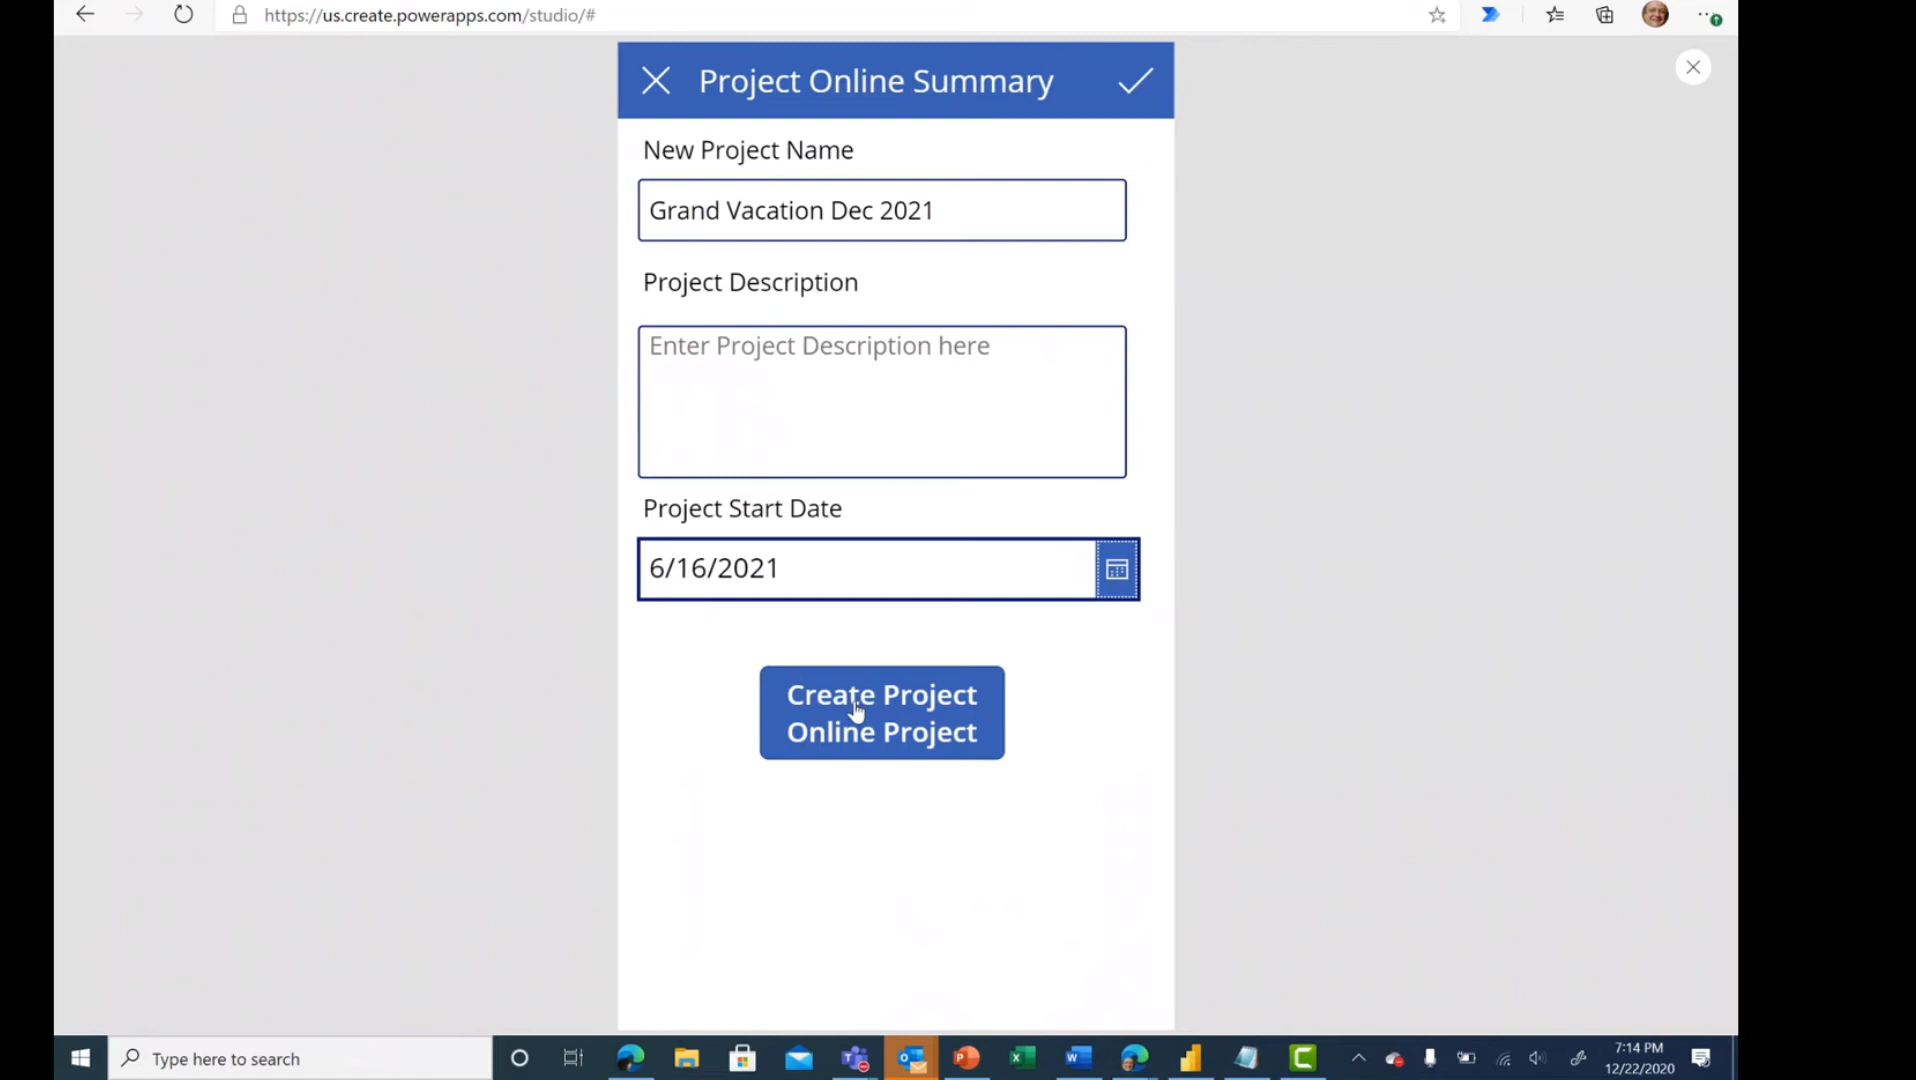 https://us.create.powerapps.com/studio/#
Project Online Summary
New Project Name
Grand Vacation Dec 2021
Project Description
Enter Project Description here
Project Start Date
6/16/2021
Create Project
Online Project
Type here to search
7:14 PM
12/22/2020